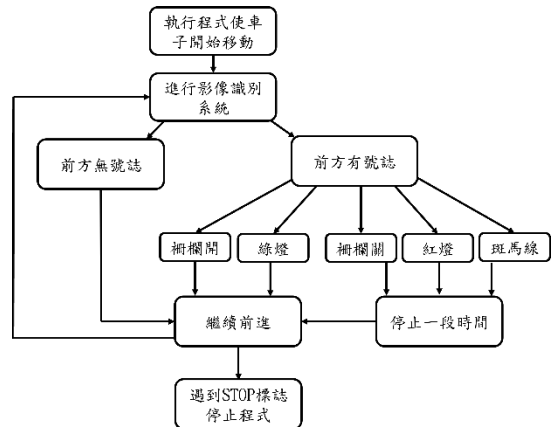 執行程式使車
子開始移動
進行影像識別
系統
前方無號誌
前方有號誌
柵欄開
綠燈
柵欄關
紅燈
斑馬線
繼續前進
停止一段時間
遇到STOP標誌
停止程式